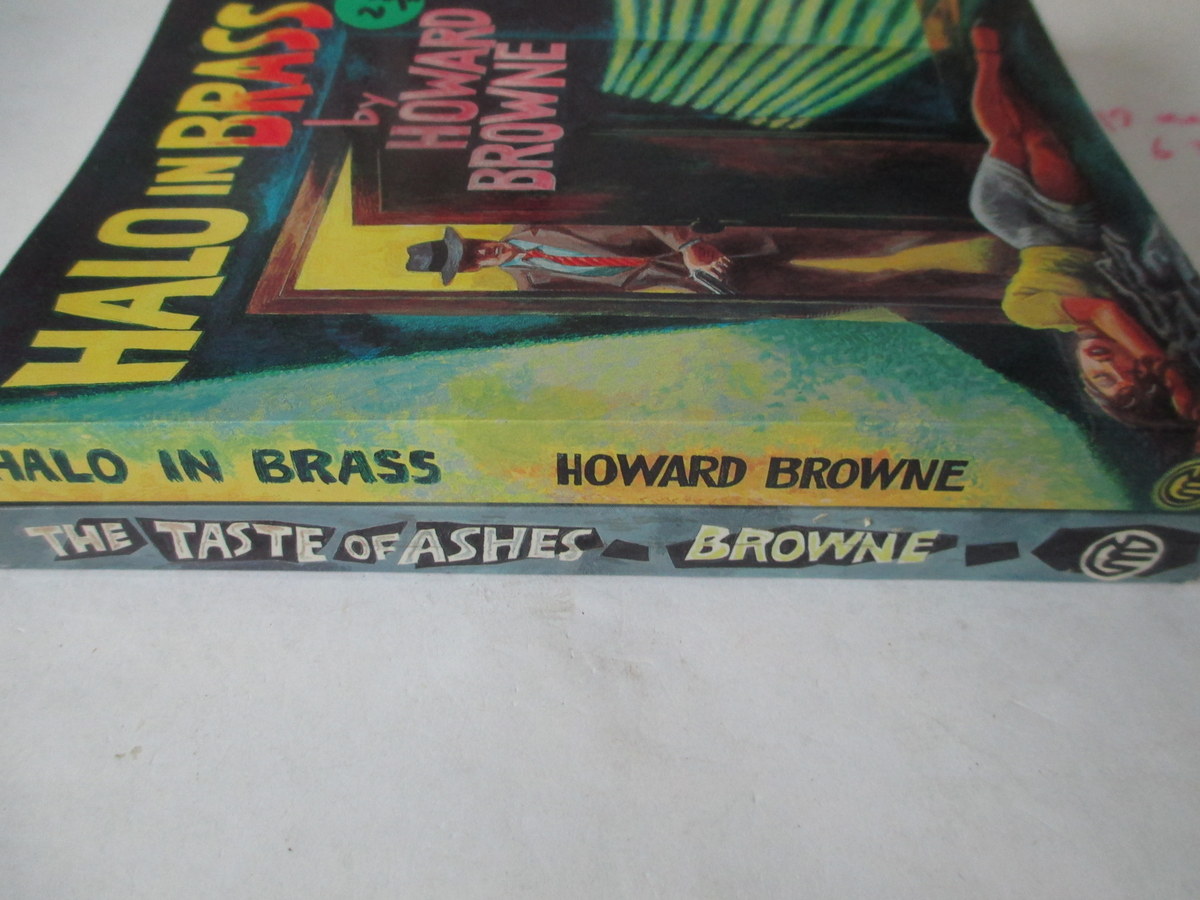 HALO IN BRASS
by
HOWARD
BROWNE
HALO IN BRASS HOWARD BROWNE
THE TASTE OF ASHES BROWNE